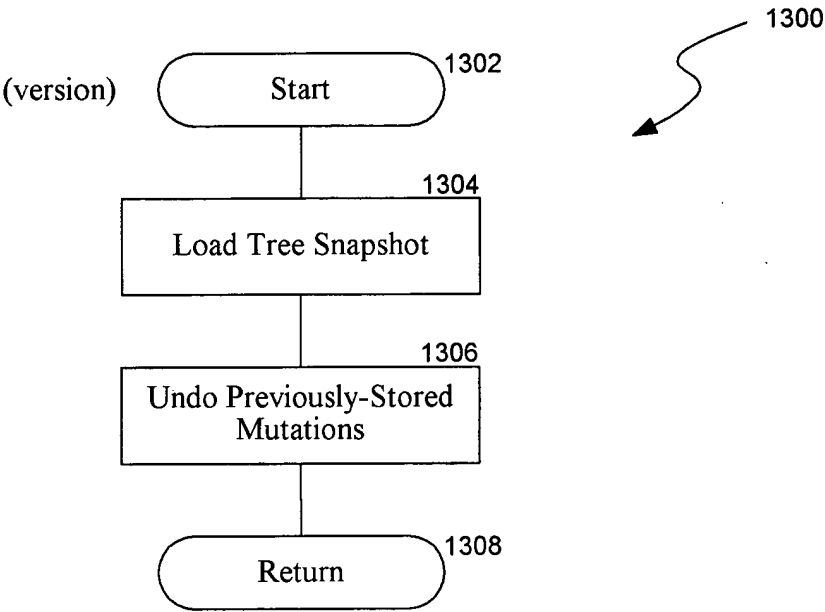 1300
1302
(version) Start
1304
Load Tree Snapshot
1306
Undo Previously-Stored
Mutations
1308
Return